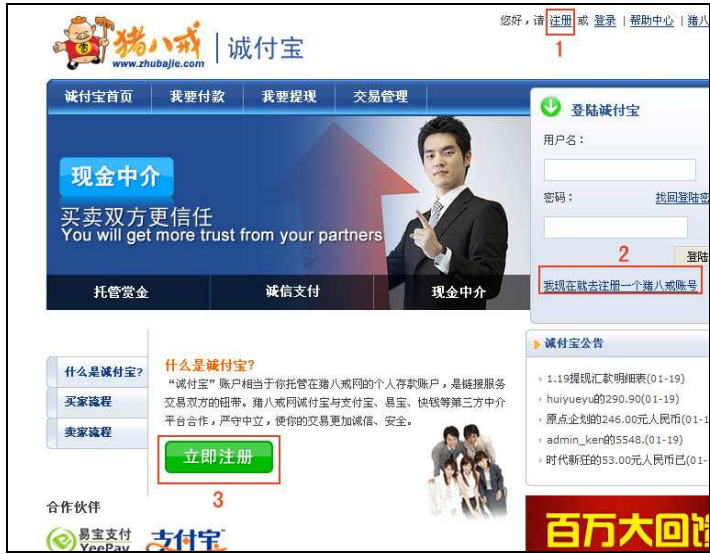 您好，请 注册 或 登录 | 帮助中心 | 猪八
1
猪八戒
www.zhubajie.com
诚付宝
诚付宝首页 我要付款 我要提现 交易管理
登陆诚付宝
用户名：
现金中介
密码： 找回登陆密
买卖双方更信任
You will get more trust from your partners
2
登陆
我现在就去注册一个猪八戒账号
托管赏金 诚信支付 现金中介
诚付宝公告
什么是诚付宝?
什么是诚付宝?
“诚付宝”账户相当于你托管在猪八戒网的个人存款账户，是链接服务
交易双方的纽带。猪八戒网诚付宝与支付宝、易宝、快钱等第三方中介
平台合作，严守中立，使你的交易更加诚信、安全。
买家流程
卖家流程
立即注册
3
1.19提现汇款明细表(01-19)
huiyueyu的290.90(01-19)
原点企划的246.00元人民币(01-1
admin_ken的5548.(01-19)
时代新狂的53.00元人民币已(01-
合作伙伴
易宝支付
YeePay
支付宝
百万大回